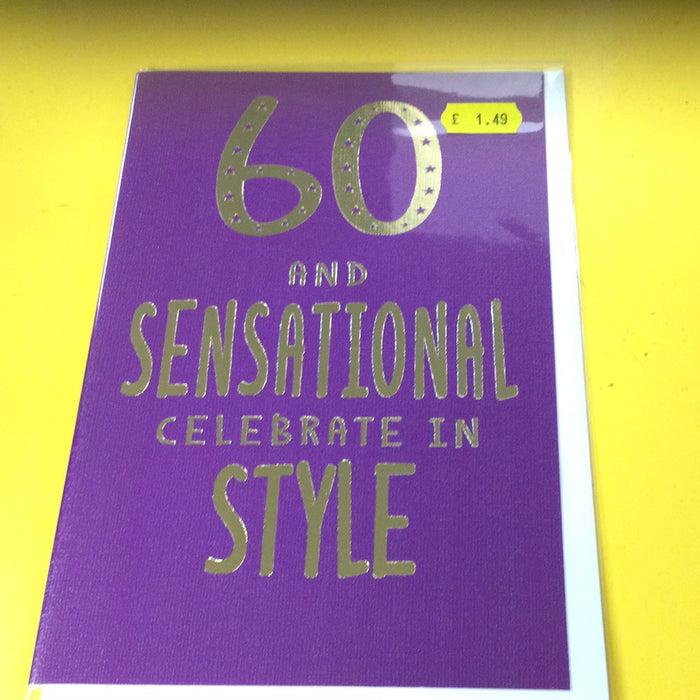 60
£ 1.49
AND
SENSATIONAL
CELEBRATE IN
STYLE